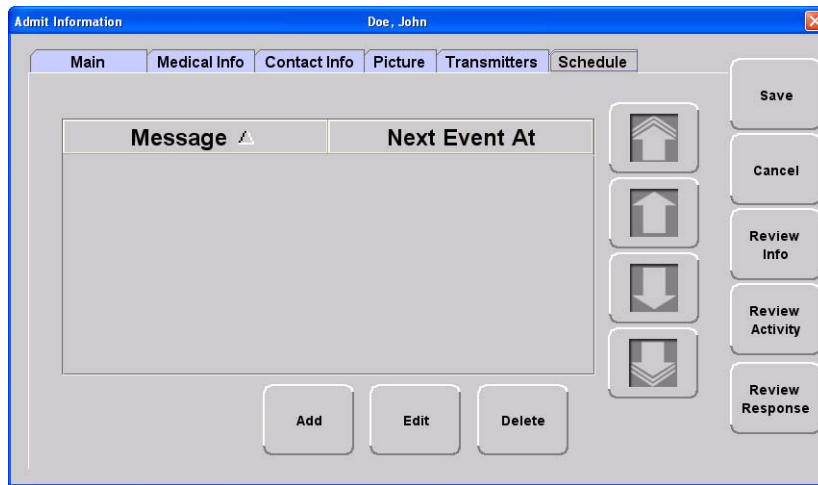 Admit Information Doe, John
Main Medical Info Contact Info Picture Transmitters Schedule
Message Next Event At
Save
Cancel
Review
Info
Review
Activity
Review
Response
Add Edit Delete